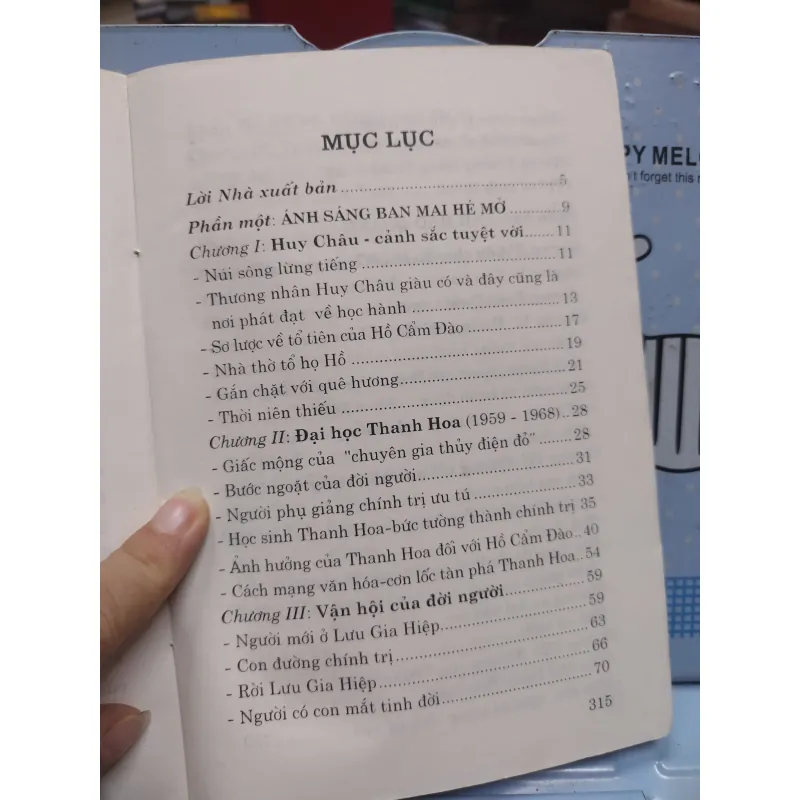 MỤC LỤC
Lời Nhà xuất bản..................5
Phần một: ÁNH SÁNG BAN MAI HÉ MỞ..........9
Chương I: Huy Châu - cảnh sắc tuyệt vời.......11
- Núi sông lừng tiếng..................11
- Thương nhân Huy Châu giàu có và đây cũng là
nơi phát đạt về học hành..................13
- Sơ lược về tổ tiên của Hồ Cẩm Đào..................17
- Nhà thờ tổ họ Hồ..................19
- Gắn chặt với quê hương..................21
- Thời niên thiếu..................25
Chương II: Đại học Thanh Hoa (1959 - 1968)..28
- Giấc mộng của "chuyên gia thủy điện đỏ"........28
- Bước ngoặt của đời người..................31
- Người phụ giảng chính trị ưu tú..................33
- Học sinh Thanh Hoa-bức tường thành chính trị 35
- Ảnh hưởng của Thanh Hoa đối với Hồ Cẩm Đào..40
- Cách mạng văn hóa-cơn lốc tàn phá Thanh Hoa..54
Chương III: Vận hội của đời người..................59
- Người mới ở Lưu Gia Hiệp..................59
- Con đường chính trị..................63
- Rời Lưu Gia Hiệp..................66
- Người có con mắt tinh đời..................70
315
PY MEL
't forget this